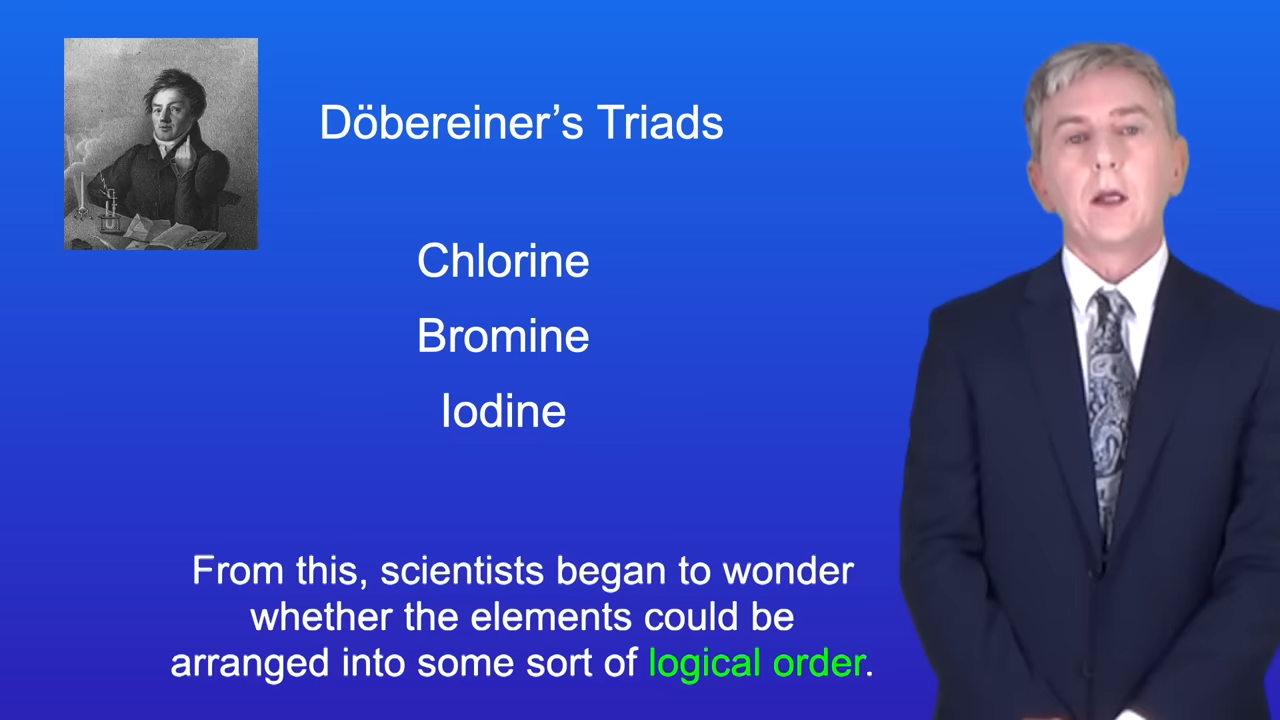 Döbereiner’s Triads
Chlorine
Bromine
Iodine
From this, scientists began to wonder
whether the elements could be
arranged into some sort of logical order.